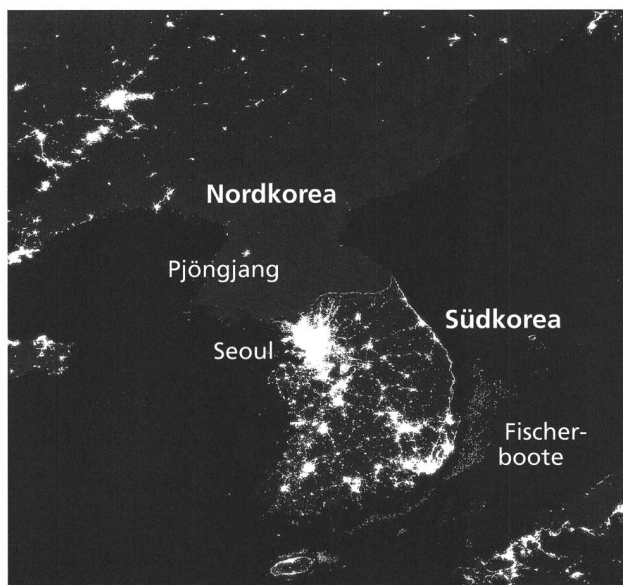 Nordkorea
Pjöngjang
Südkorea
Seoul
Fischer-
boote